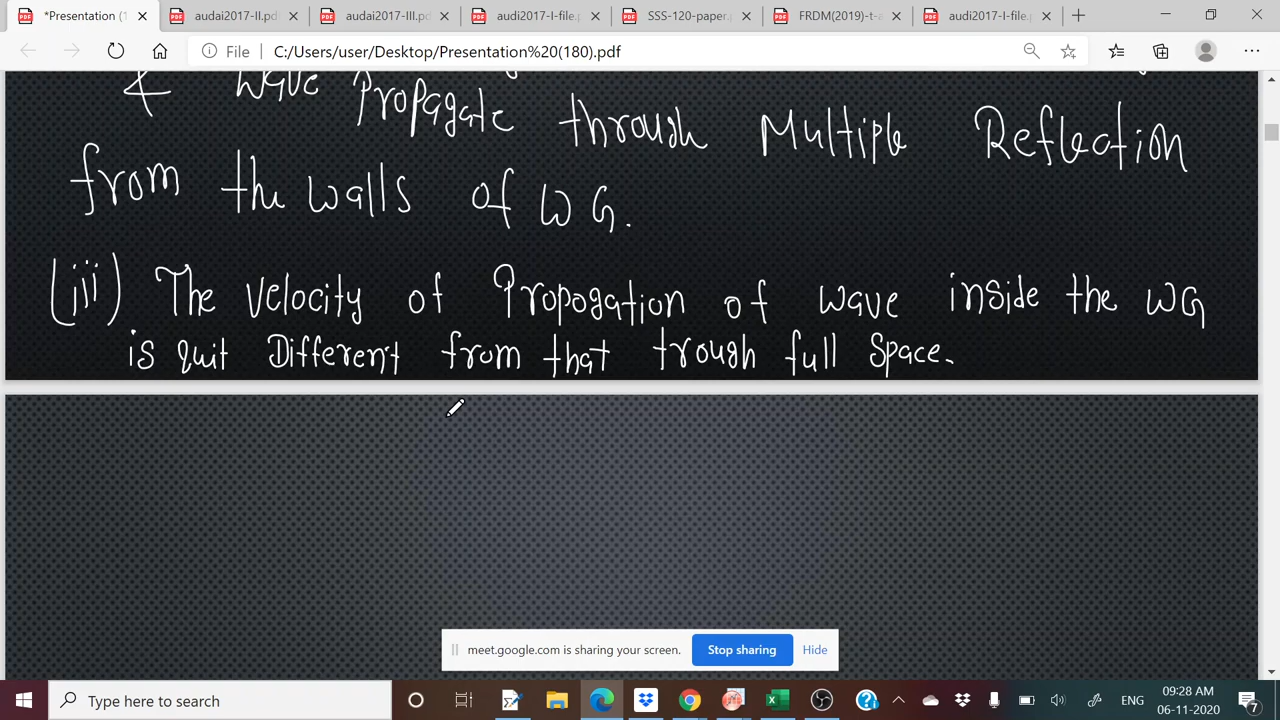 *Presentation (1
audai2017-II.pd
audai2017-III.pd
audi2017-I-file.p
SSS-120-paper.
FRDM(2019)-t-a
audi2017-I-file.p
File
C:/Users/user/Desktop/Presentation%20(180).pdf
& wave Propagate through Multiple Reflection
from the walls of WG.
(iii) The Velocity of Propogation of wave inside the WG
is quit Different from that trough full Space.
meet.google.com is sharing your screen.
Stop sharing
Hide
Type here to search
ENG
09:28 AM
06-11-2020
7